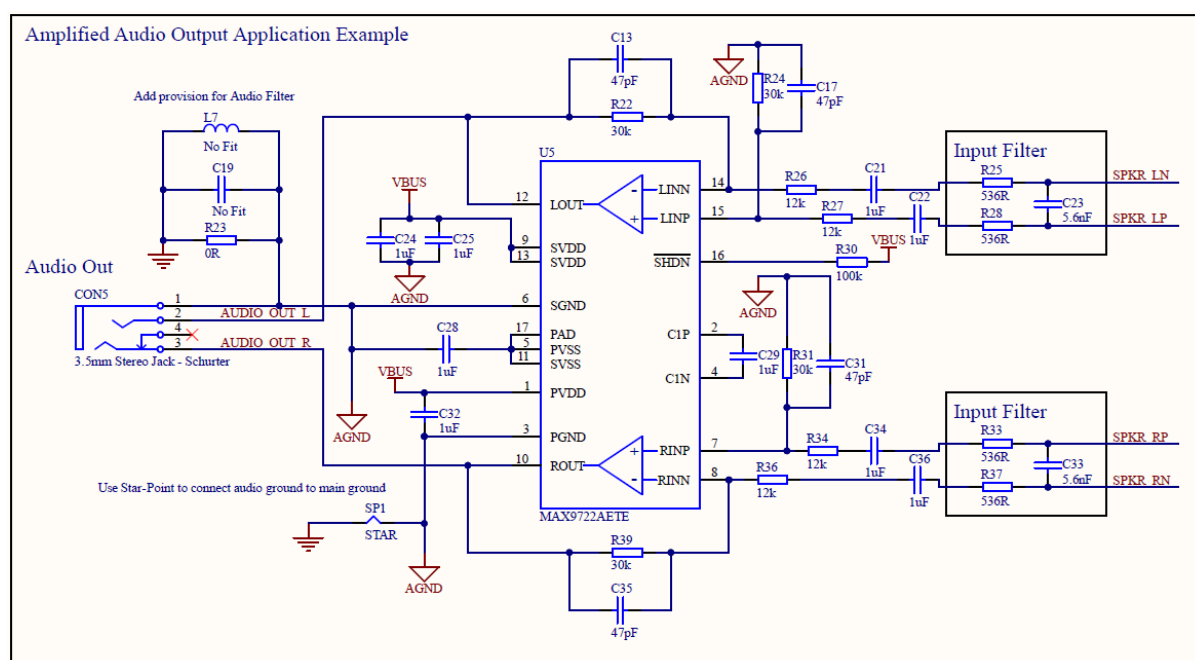 Amplified Audio Output Application Example
C13
47pF
R22
30k
AGND
R24
30k
C17
47pF
Add provision for Audio Filter
L7
No Fit
C19
No Fit
R23
0R
U5
LINN
14
LINP
15
LOUT
12
R26
12k
C21
1uF
R27
12k
C22
1uF
Input Filter
R25
536R
R28
536R
C23
5.6nF
SPKR_LN
SPKR_LP
VBUS
C24
1uF
C25
1uF
AGND
9
SVDD
13
SVDD
SHDN
16
R30
100k
VBUS
Audio Out
CON5
1
2
4
3
AUDIO_OUT_L
AUDIO_OUT_R
3.5mm Stereo Jack - Schurter
6
SGND
C28
1uF
17
PAD
5
PVSS
11
SVSS
C1P
2
C1N
4
C29
1uF
AGND
R31
30k
C31
47pF
VBUS
1
PVDD
C32
1uF
AGND
3
PGND
10
ROUT
RINP
7
RINN
8
MAX9722AETE
R34
12k
C34
1uF
R36
12k
C36
1uF
Input Filter
R33
536R
R37
536R
C33
5.6nF
SPKR_RP
SPKR_RN
Use Star-Point to connect audio ground to main ground
SP1
STAR
AGND
R39
30k
C35
47pF